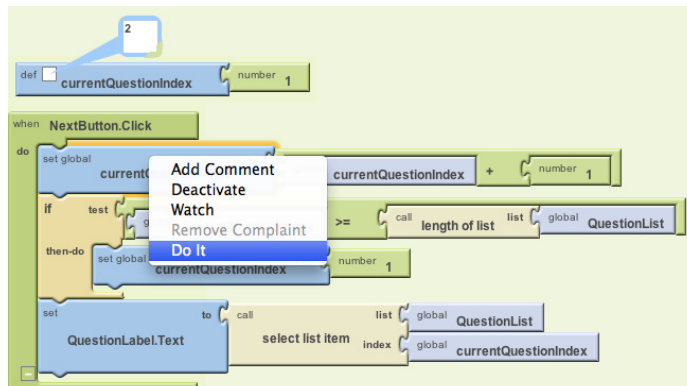 2
def currentQuestionIndex number 1
when NextButton.Click
do set global currentQuestionIndex + number 1
Add Comment
Deactivate
Watch
Remove Complaint
Do It
if test >= call length of list list global QuestionList
then-do set global currentQuestionIndex number 1
set QuestionLabel.Text to call select list item list global QuestionList
index global currentQuestionIndex